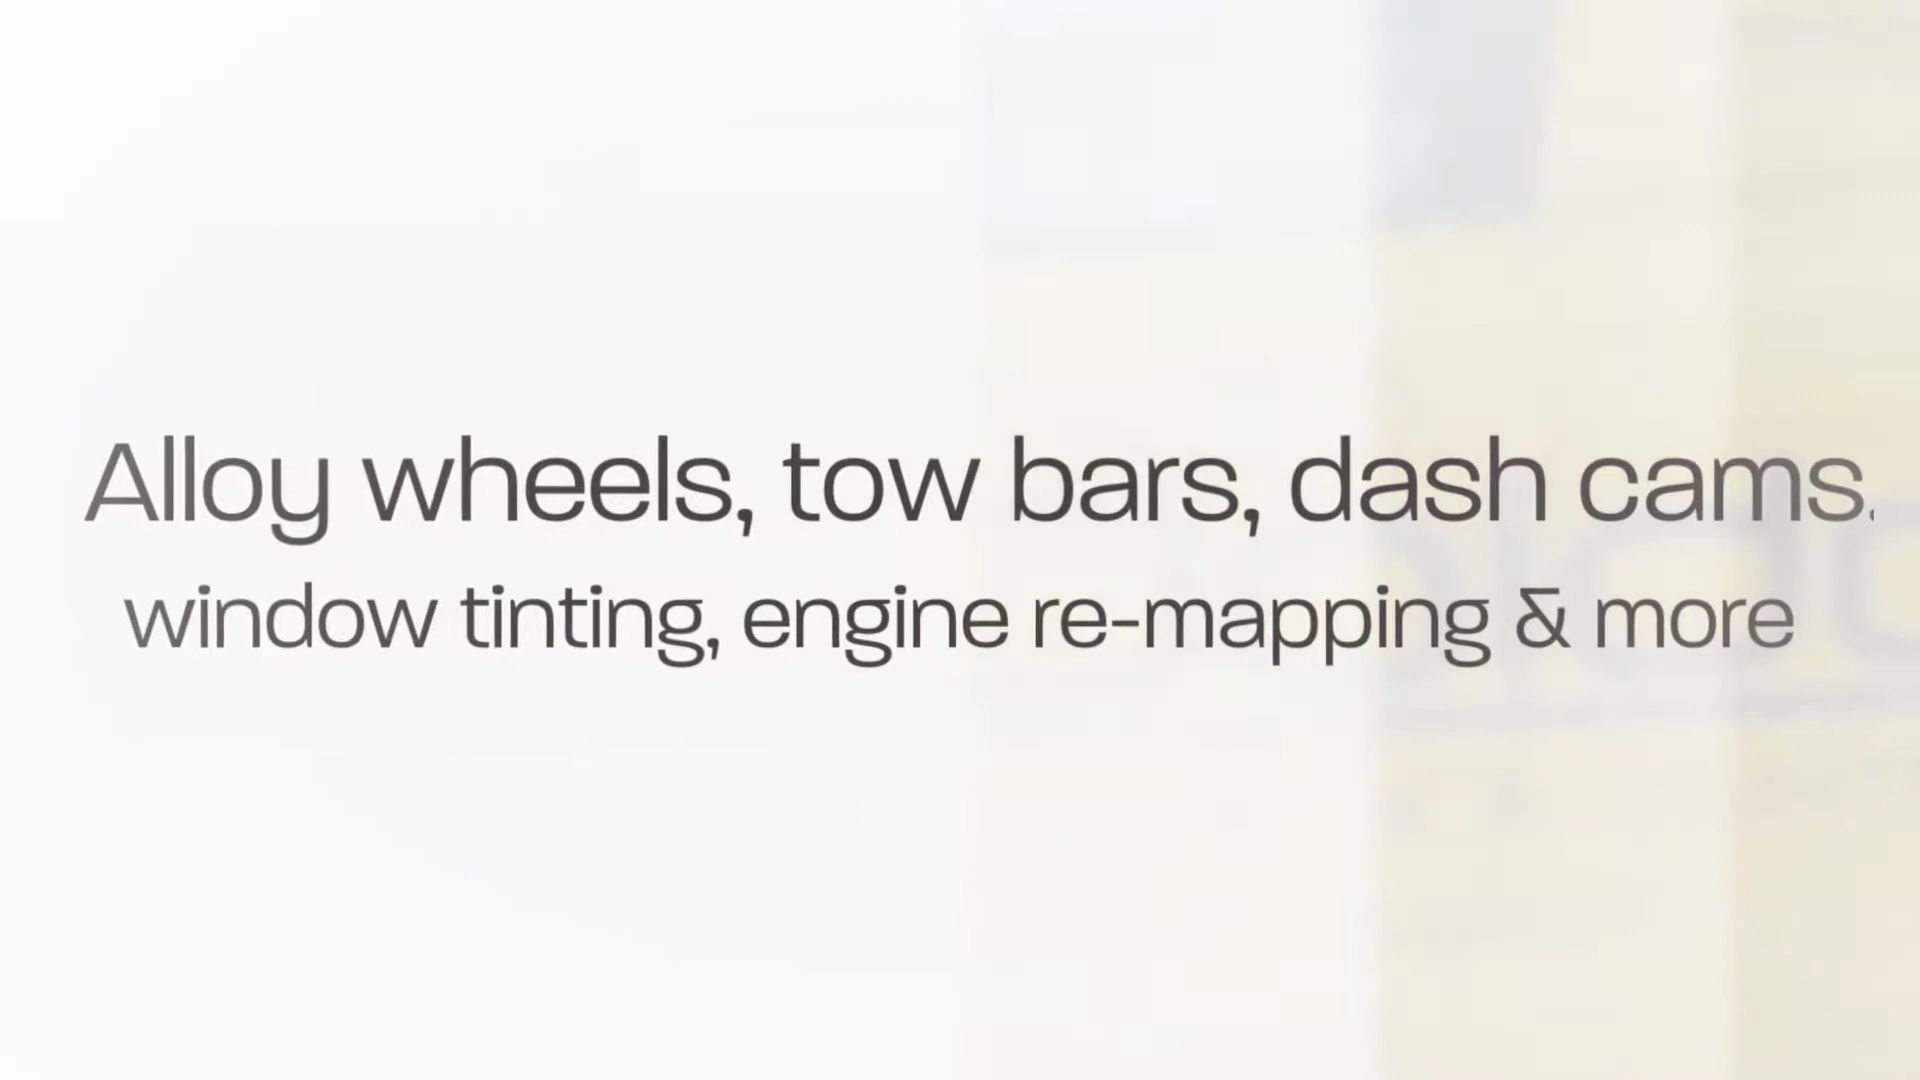 Alloy wheels, tow bars, dash cams.
window tinting, engine re-mapping & more